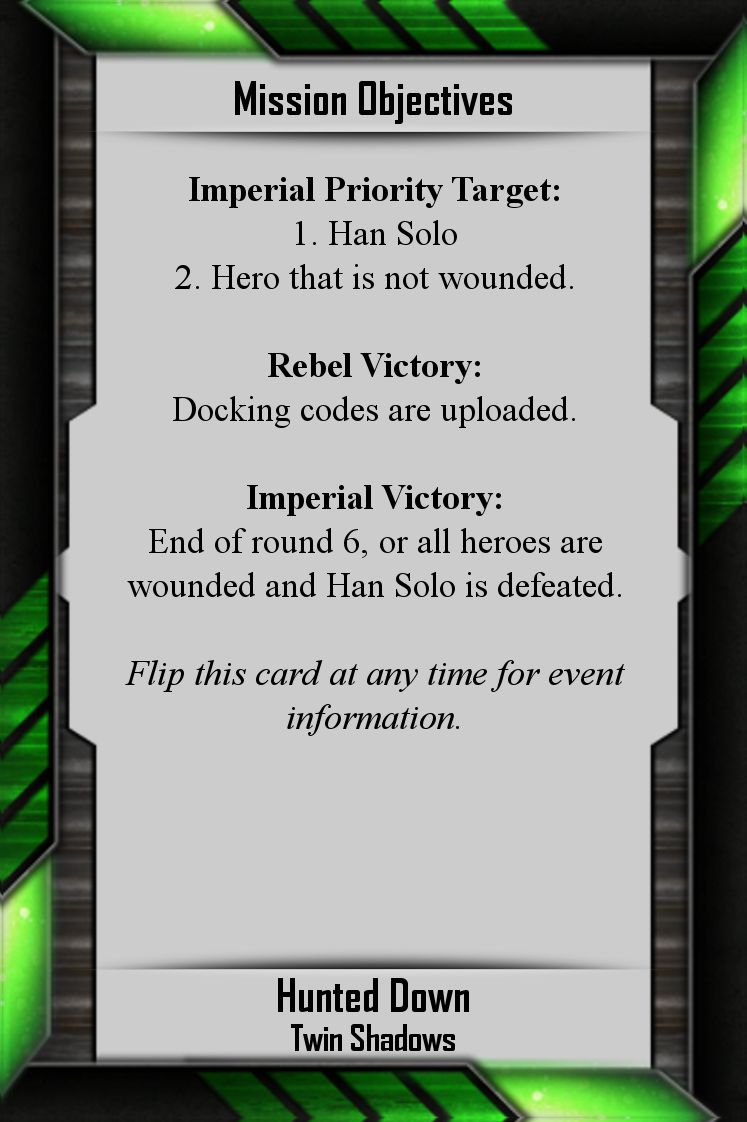 Mission Objectives
Imperial Priority Target:
1. Han Solo
2. Hero that is not wounded.
Rebel Victory:
Docking codes are uploaded.
Imperial Victory:
End of round 6, or all heroes are
wounded and Han Solo is defeated.
Flip this card at any time for event
information.
Hunted Down
Twin Shadows